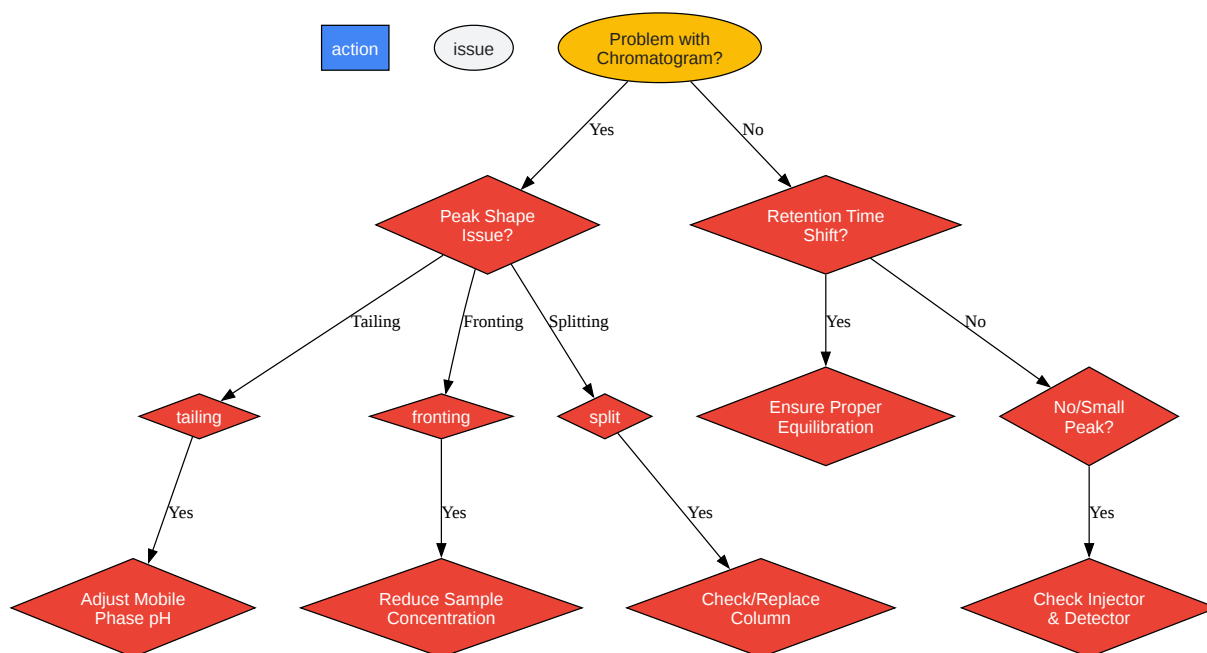 action
issue
Problem with
Chromatogram?
Yes
No
Peak Shape
Issue?
Retention Time
Shift?
Tailing
Fronting
Splitting
Yes
No
tailing
fronting
split
Ensure Proper
Equilibration
No/Small
Peak?
Yes
Yes
Yes
Yes
Adjust Mobile
Phase pH
Reduce Sample
Concentration
Check/Replace
Column
Check Injector
& Detector